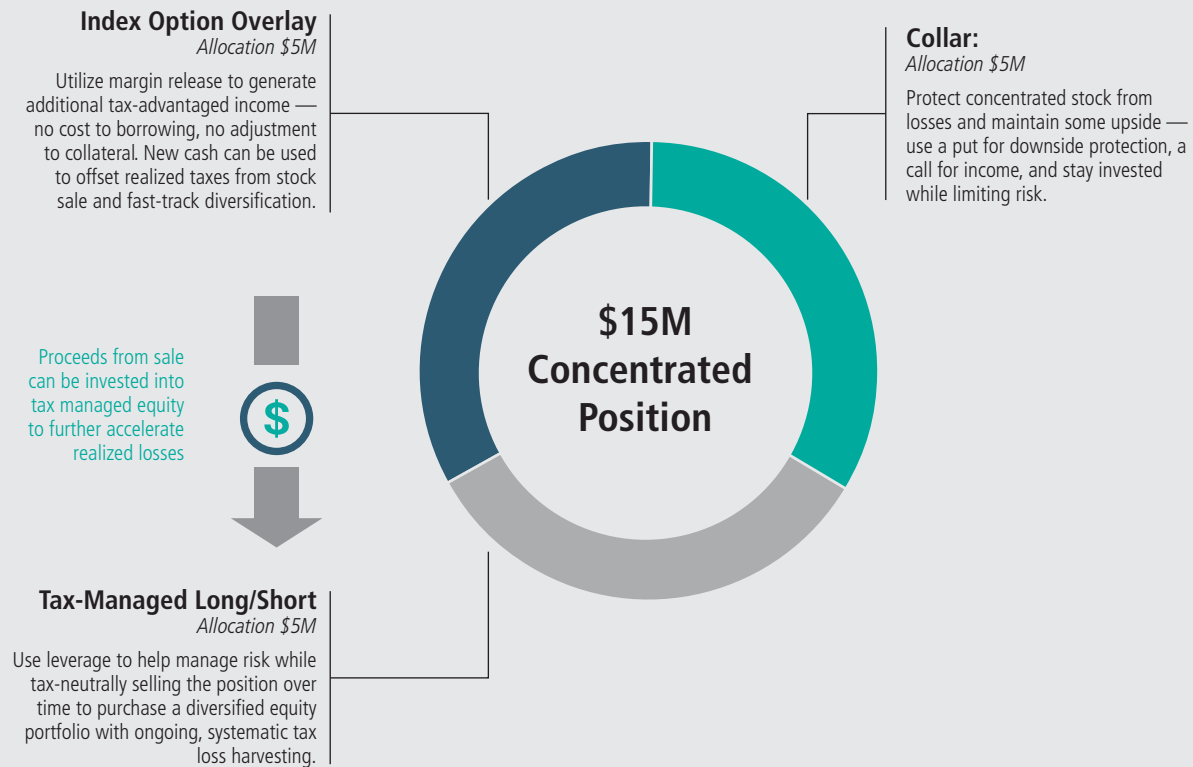 Index Option Overlay
Allocation $5M
Utilize margin release to generate
additional tax-advantaged income —
no cost to borrowing, no adjustment
to collateral. New cash can be used
to offset realized taxes from stock
sale and fast-track diversification.
Collar:
Allocation $5M
Protect concentrated stock from
losses and maintain some upside —
use a put for downside protection, a
call for income, and stay invested
while limiting risk.
$15M
Concentrated
Position
Proceeds from sale
can be invested into
tax managed equity
to further accelerate
realized losses
$
Tax-Managed Long/Short
Allocation $5M
Use leverage to help manage risk while
tax-neutrally selling the position over
time to purchase a diversified equity
portfolio with ongoing, systematic tax
loss harvesting.